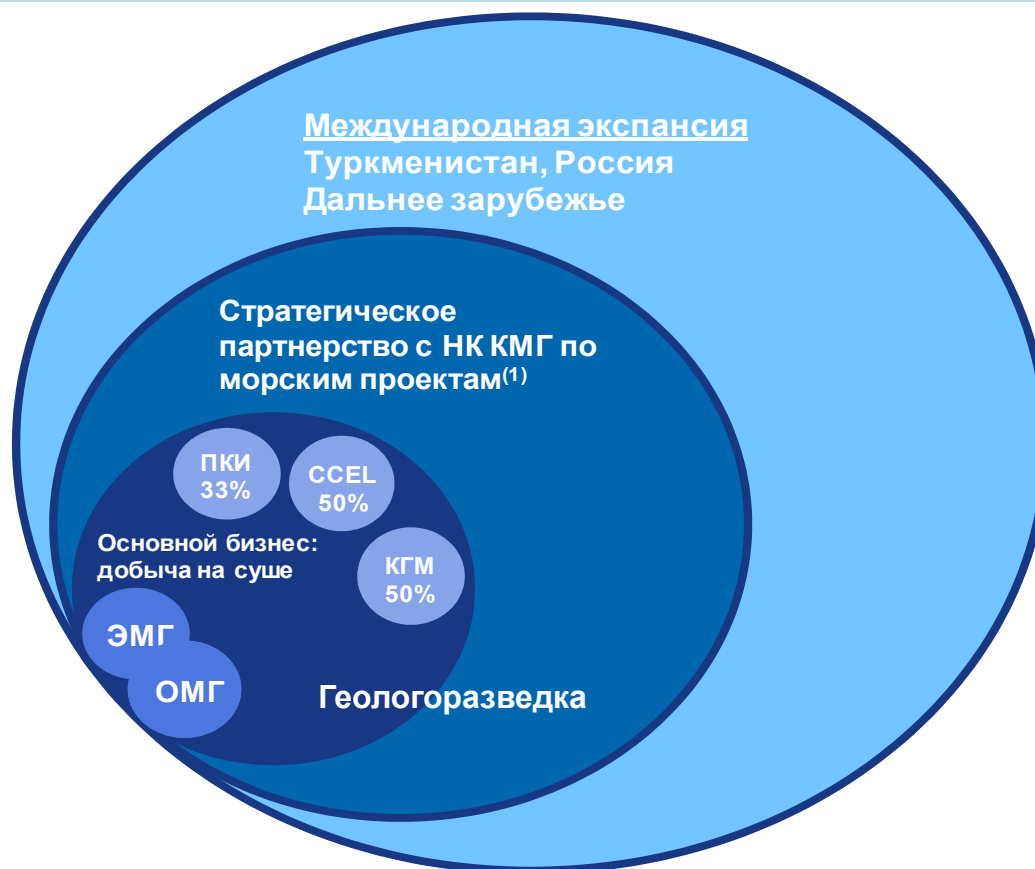 Международная экспансия
Туркменистан, Россия
Дальнее зарубежье
Стратегическое
партнерство с НК КМГ по
морским проектам(1)
ПКИ
33%
CCEL
50%
Основной бизнес:
добыча на суше
КГМ
50%
ЭМГ
ОМГ
Геологоразведка